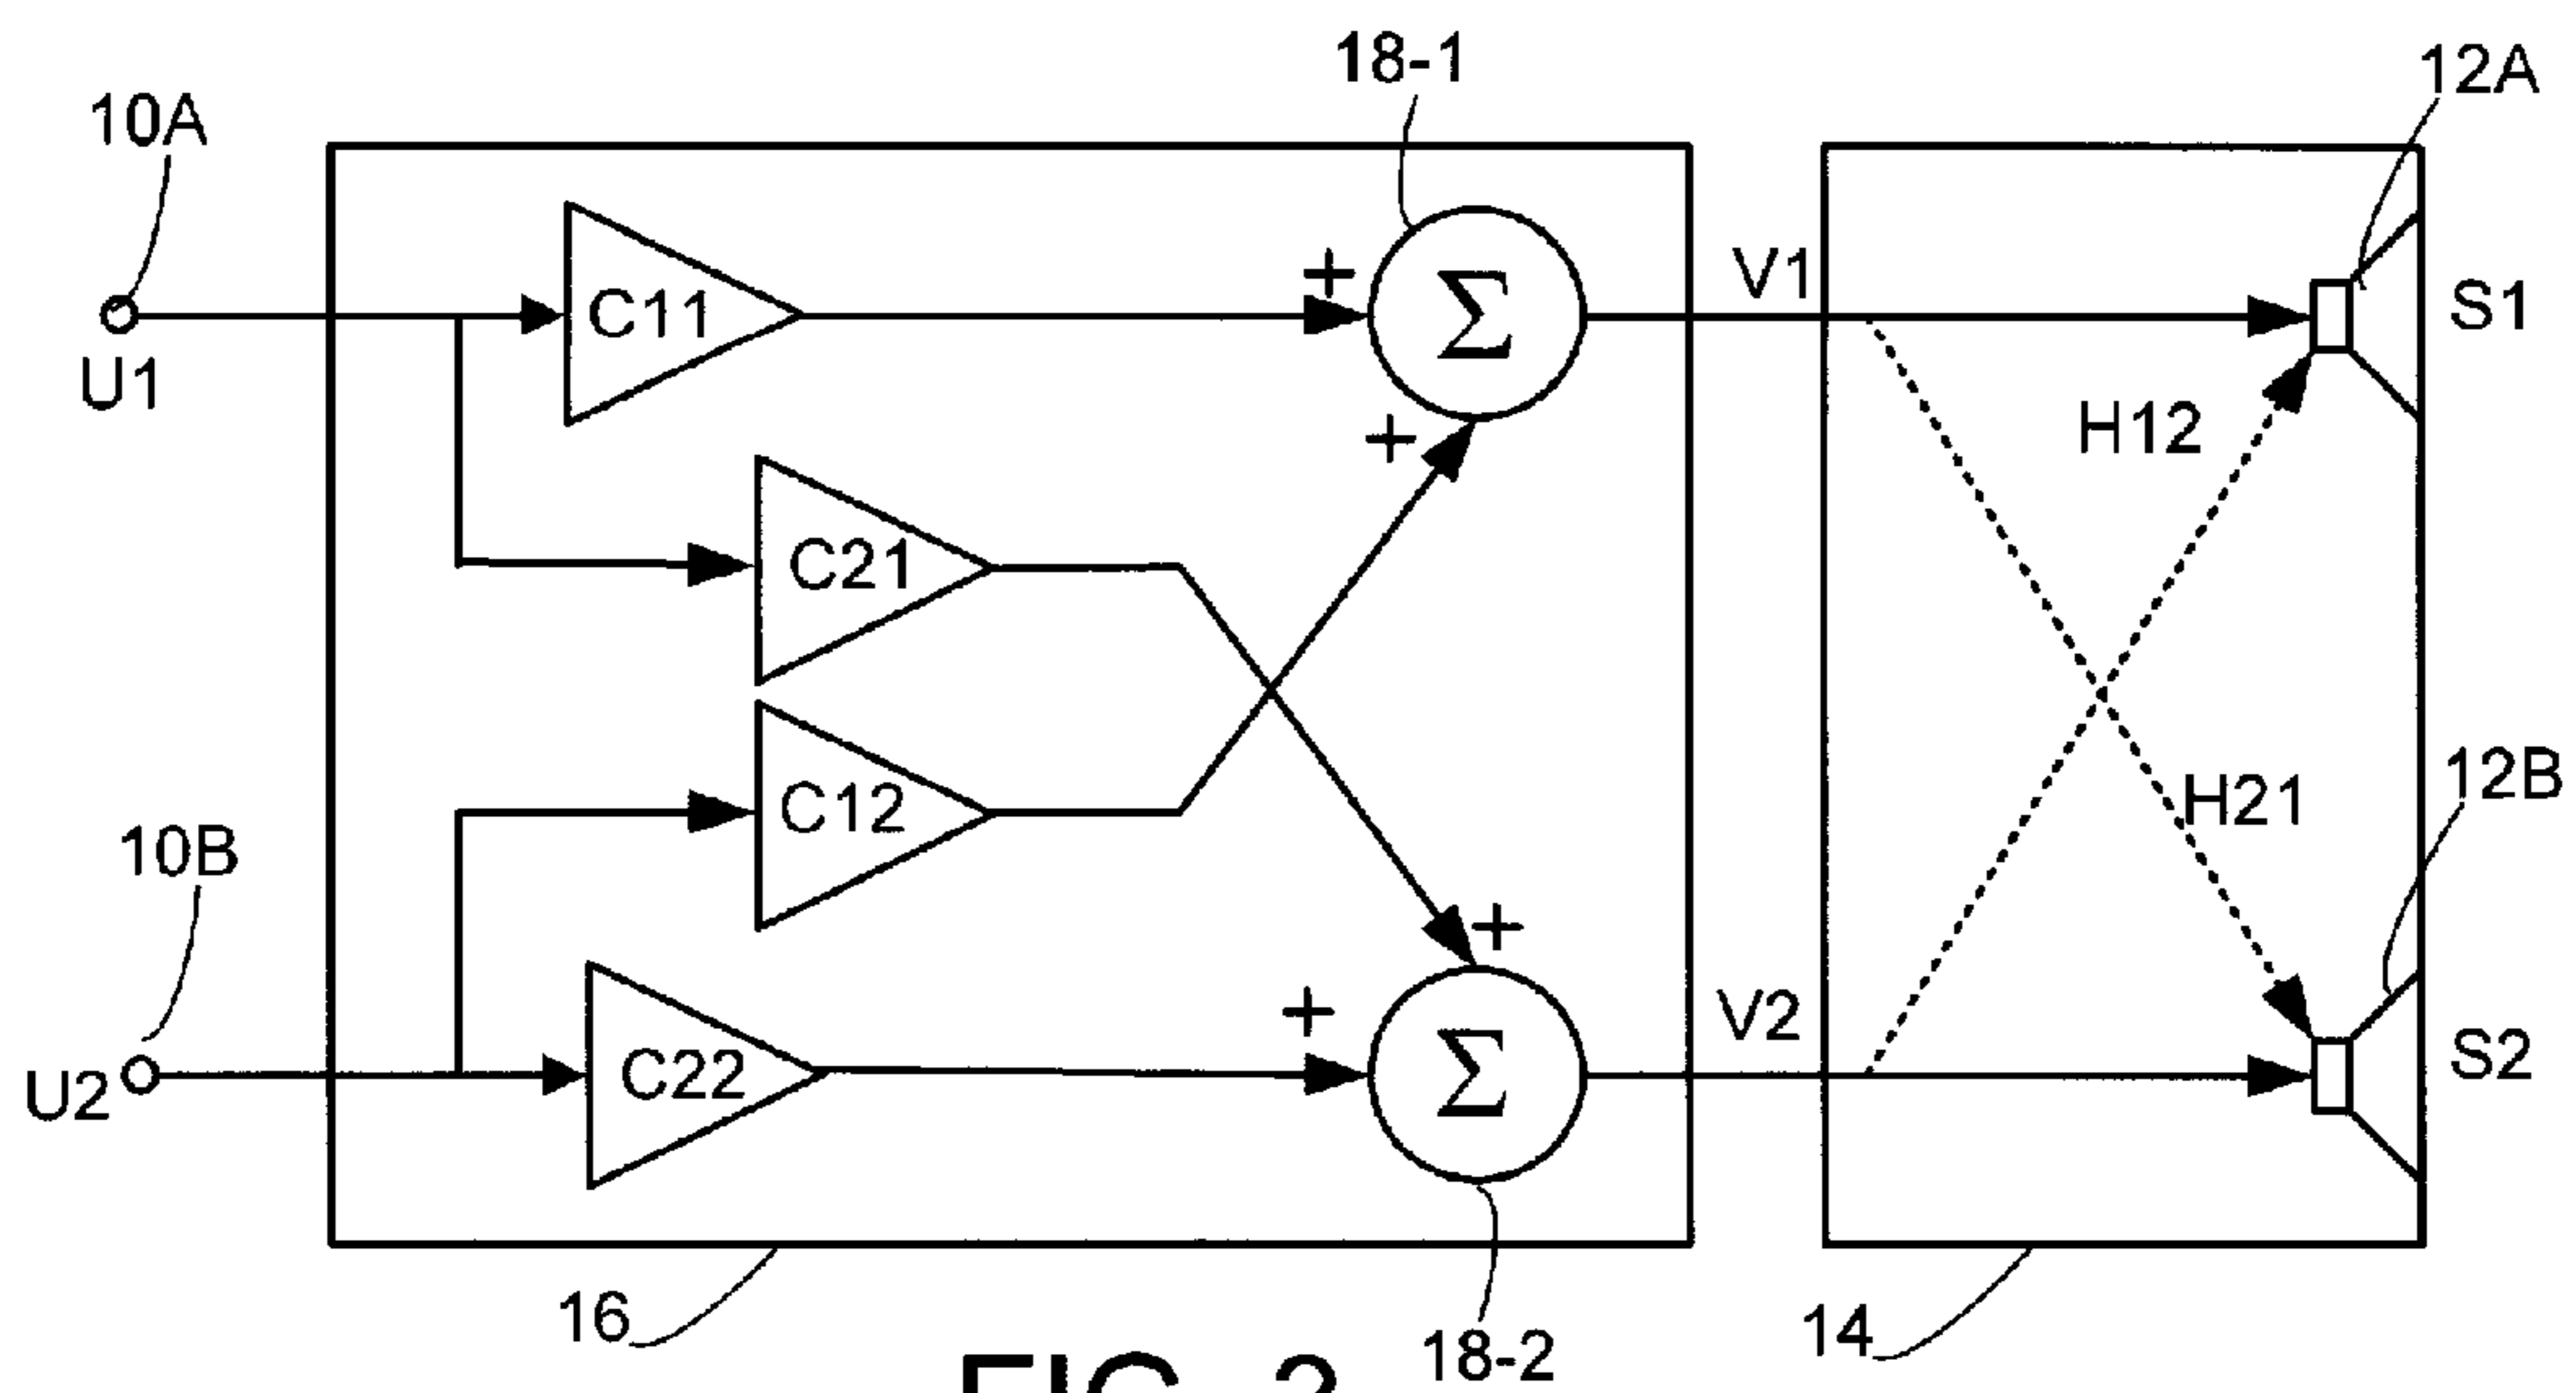 18-1
12A
10A
+
Σ
V1
C11
S1
U1
H12
+
C21
12B
H21
C12
10B
+
+
V2
U2
C22
Σ
S2
16
18-2
14